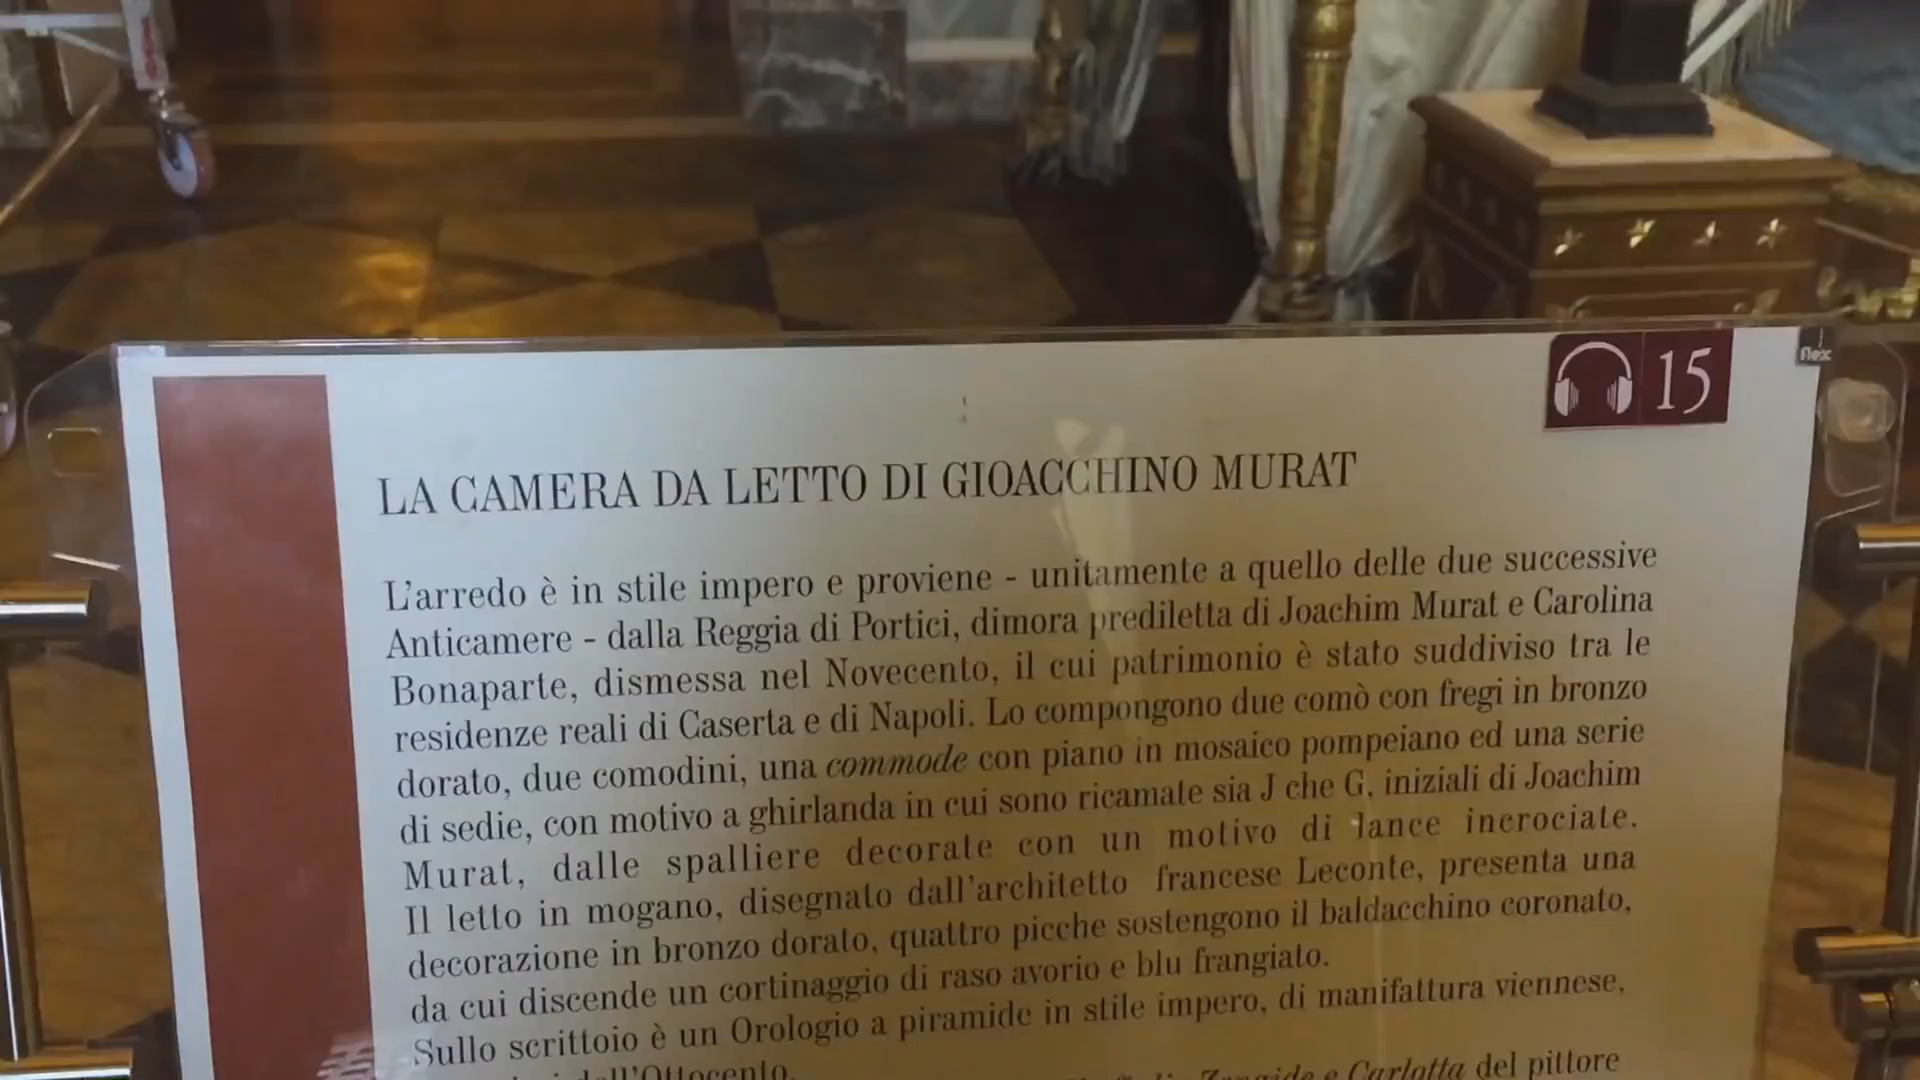 flex
15
LA CAMERA DA LETTO DI GIOACCHINO MURAT
L'arredo è in stile impero e proviene - unitamente a quello delle due successive
Anticamere - dalla Reggia di Portici, dimora prediletta di Joachim Murat e Carolina
Bonaparte, dismessa nel Novecento, il cui patrimonio è stato suddiviso tra le
residenze reali di Caserta e di Napoli. Lo compongono due comò con fregi in bronzo
dorato, due comodini, una commode con piano in mosaico pompeiano ed una serie
di sedie, con motivo a ghirlanda in cui sono ricamate sia J che G, iniziali di Joachim
Murat, dalle spalliere decorate con un motivo di lance incrociate.
Il letto in mogano, disegnato dall'architetto francese Leconte, presenta una
decorazione in bronzo dorato, quattro picche sostengono il baldacchino coronato,
da cui discende un cortinaggio di raso avorio e blu frangiato.
Sullo scrittoio è un Orologio a piramide in stile impero, di manifattura viennese,
dell'Ottocento. Zenaide e Carlotta del pittore